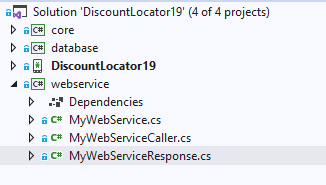 Solution 'DiscountLocator19' (4 of 4 projects)
C# core
C# database
DiscountLocator19
C# webservice
Dependencies
C# MyWebService.cs
C# MyWebServiceCaller.cs
C# MyWebServiceResponse.cs